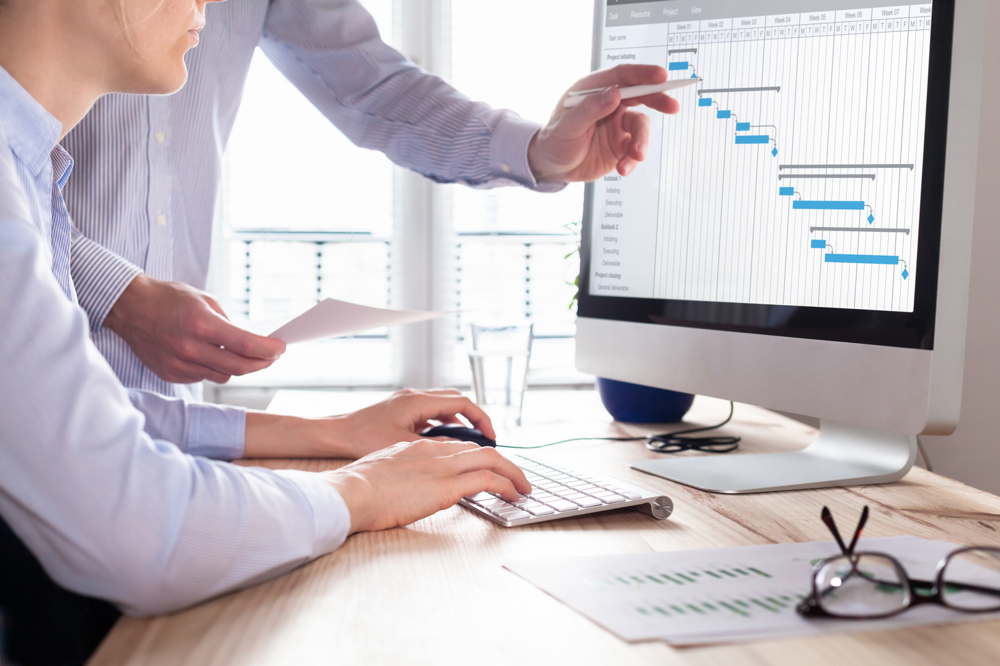 Task Resource Project View
Week 01 Week 02 Week 03 Week 04 Week 05 Week 06 Week 07 Week
Task name M T W T F M T W T F M T W T F M T W T F M T W T F M T W T F M T W T F M T W
Project initiating
Subtask 1
Initiating
Executing
Deliverable
Subtask 2
Initiating
Executing
Deliverable
Project closing
General deliverable